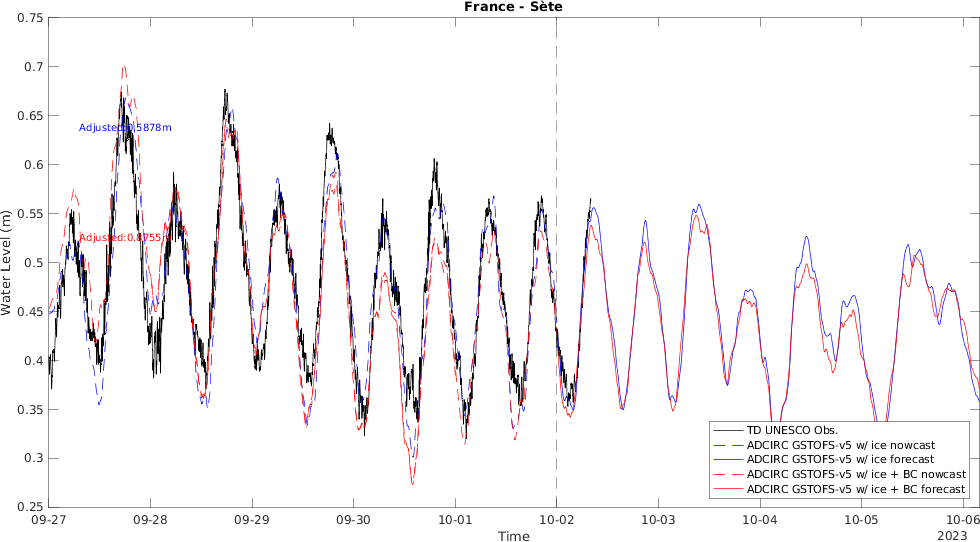 France - Sète
0.75
0.7
0.65
0.6
0.55
0.5
0.45
0.4
0.35
0.3
0.25
Water Level (m)
Adjusted:0.5878m
TD UNESCO Obs.
ADCIRC GSTOFS-v5 w/ ice nowcast
ADCIRC GSTOFS-v5 w/ ice forecast
ADCIRC GSTOFS-v5 w/ ice + BC nowcast
ADCIRC GSTOFS-v5 w/ ice + BC forecast
09-27 09-28 09-29 09-30 10-01 10-02 10-03 10-04 10-05 10-06
2023
Time